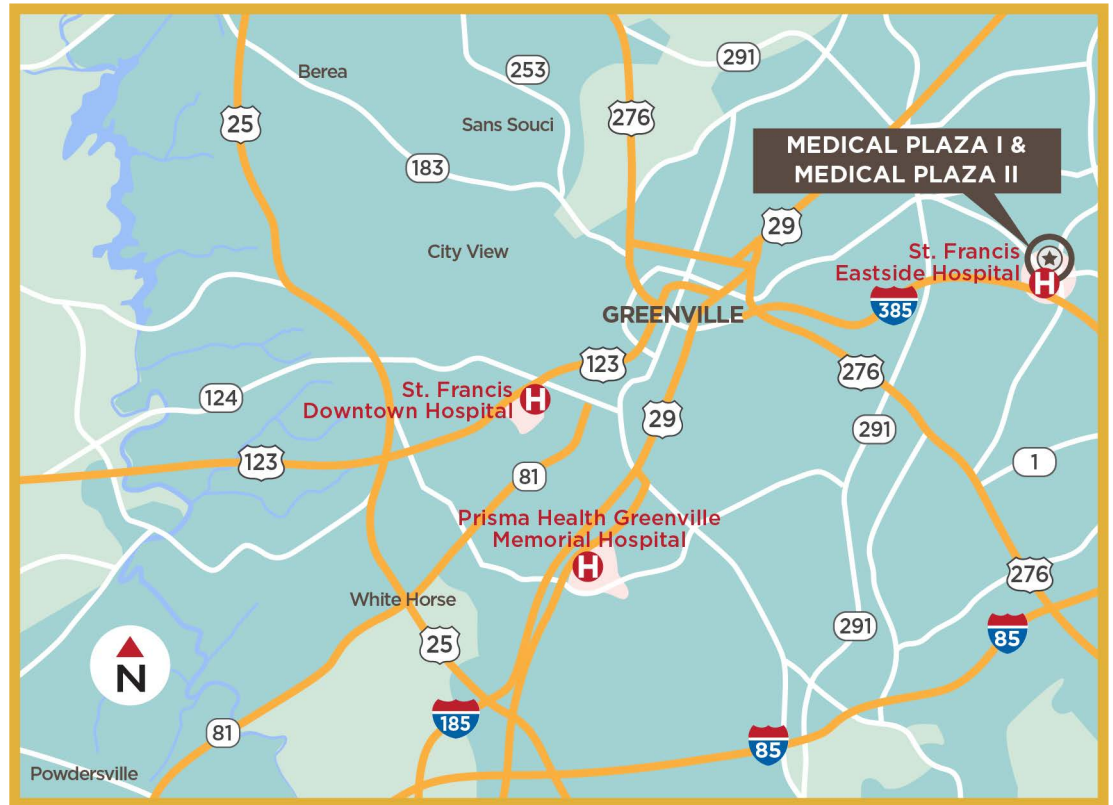 Berea
253
291
25
276
Sans Souci
MEDICAL PLAZA I &
MEDICAL PLAZA II
183
29
City View
St. Francis
Eastside Hospital
H
385
GREENVILLE
123
276
St. Francis
Downtown Hospital
H
124
29
291
123
81
1
Prisma Health Greenville
Memorial Hospital
H
276
White Horse
291
85
25
N
185
81
85
Powdersville